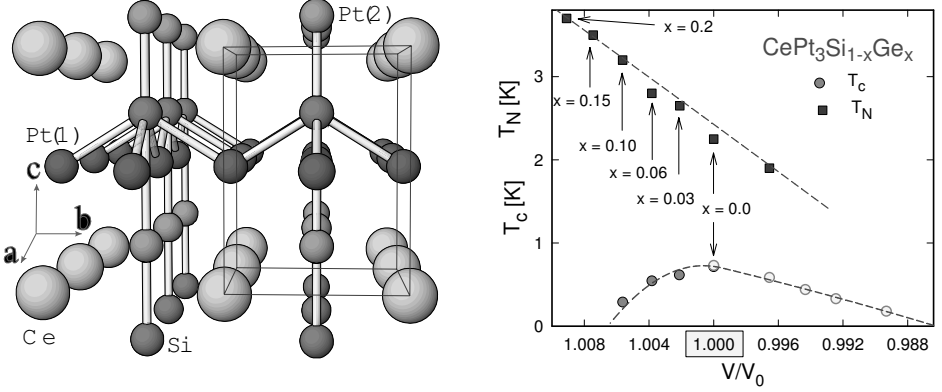 Pt(2)
Pt(1)
c
b
a
Ce
Si
CePt₃Si₁₋ₓGeₓ
T_c
T_N
x = 0.2
x = 0.15
x = 0.10
x = 0.06
x = 0.03
x = 0.0
T_c [K] T_N [K]
3
2
1
0
1.008 1.004 1.000 0.996 0.992 0.988
V/V₀